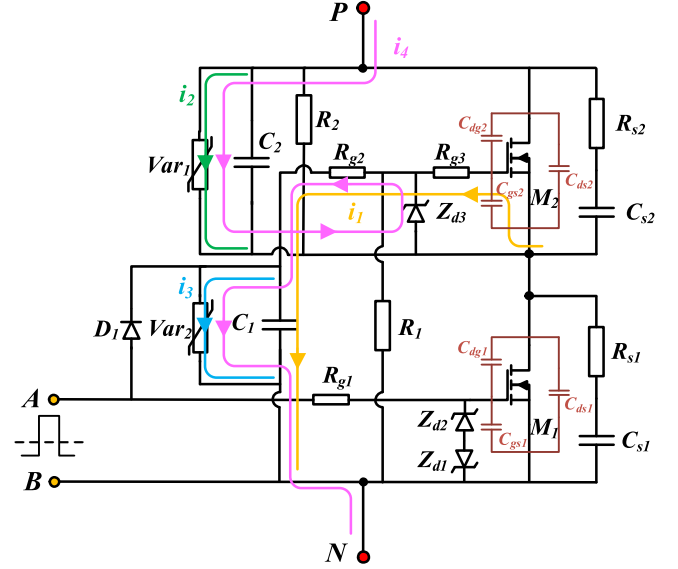 P
i4
i2
C2
R2
Rs2
Cdg2
Var1
Rg2
Rg3
Cds2
Cgs2
M2
i1
Zd3
Cs2
i3
D1
Var2
C1
R1
Rs1
Cdg1
Rg1
A
Zd2
Cds1
M1
Cgs1
Cs1
Zd1
B
N